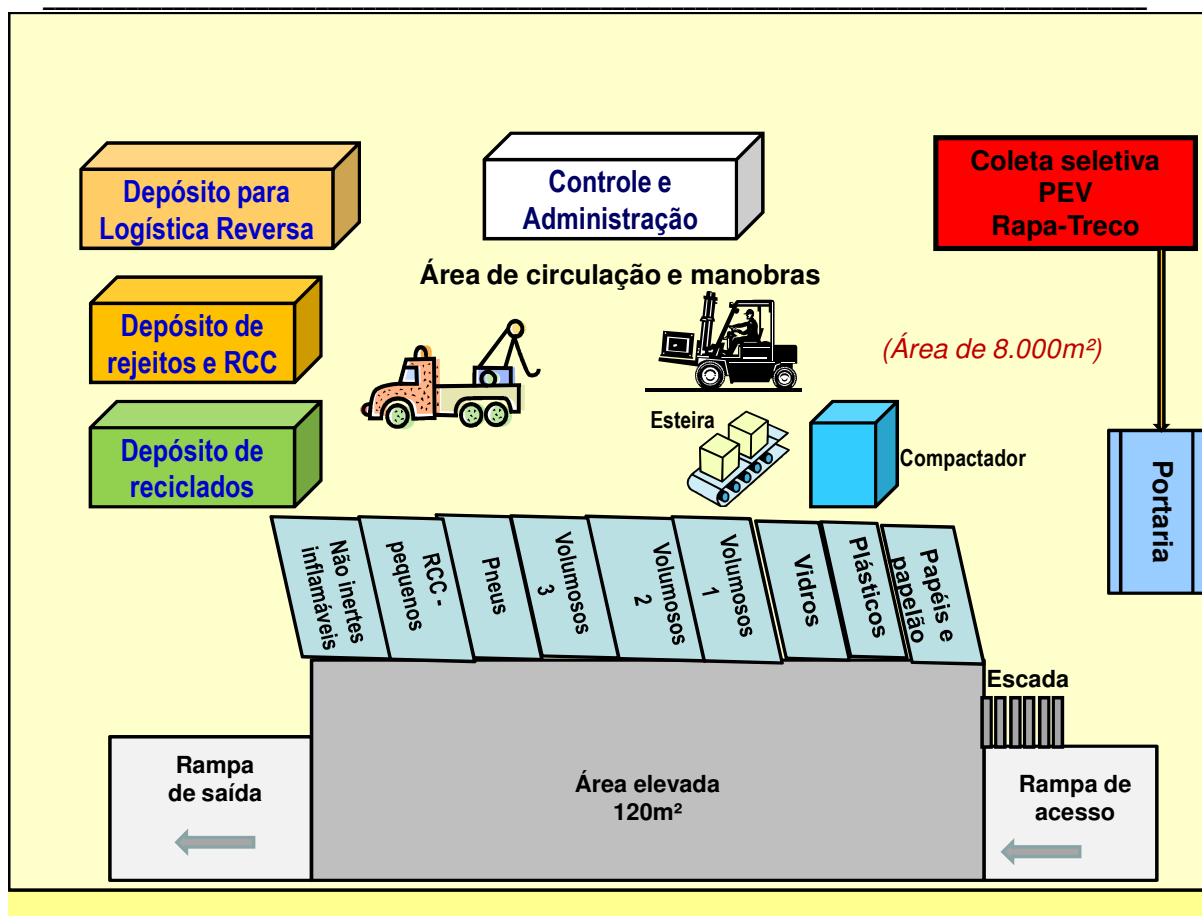 Depósito para
Logística Reversa
Controle e
Administração
Coleta seletiva
PEV
Rapa-Treco
Área de circulação e manobras
Depósito de
rejeitos e RCC
(Área de 8.000m²)
Depósito de
reciclados
Esteira
Compactador
Portaria
Não inertes
inflamáveis
RCC -
pequenos
Pneus
Volumosos
3
Volumosos
2
Volumosos
1
Vidros
Plásticos
Papéis e
papelão
Escada
Rampa
de saída
Área elevada
120m²
Rampa de
acesso